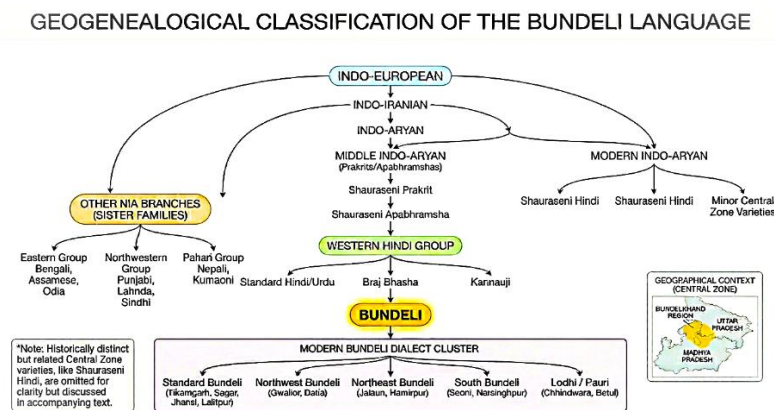 GEOGENEALOGICAL CLASSIFICATION OF THE BUNDELI LANGUAGE
INDO-EUROPEAN
INDO-IRANIAN
INDO-ARYAN
MIDDLE INDO-ARYAN
(Prakrits/Apabhramshas)
MODERN INDO-ARYAN
Shauraseni Prakrit
Shauraseni Hindi
Shauraseni Hindi
Minor Central
Zone Varieties
OTHER NIA BRANCHES
(SISTER FAMILIES)
Shauraseni Apabhramsha
WESTERN HINDI GROUP
Eastern Group
Bengali,
Assamese,
Odia
Northwestern
Group
Punjabi,
Lahnda,
Sindhi
Pahari Group
Nepali,
Kumaoni
Standard Hindi/Urdu
Braj Bhasha
Kannauji
BUNDELI
GEOGRAPHICAL CONTEXT
(CENTRAL ZONE)
BUNDELKHAND
REGION
UTTAR
PRADESH
MADHYA
PRADESH
*Note: Historically distinct
but related Central Zone
varieties, like Shauraseni
Hindi, are omitted for
clarity but discussed
in accompanying text.
MODERN BUNDELI DIALECT CLUSTER
Standard Bundeli
(Tikamgarh, Sagar,
Jhansi, Lalitpur)
Northwest Bundeli
(Gwalior, Datia)
Northeast Bundeli
(Jalaun, Hamirpur)
South Bundeli
(Seoni, Narsinghpur)
Lodhi / Pauri
(Chhindwara, Betul)